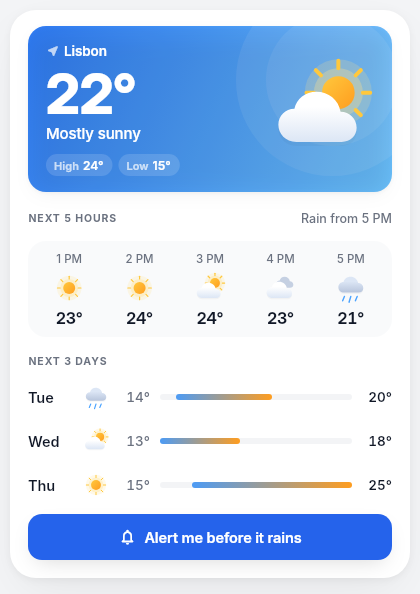 Lisbon
22°
Mostly sunny
High 24° Low 15°
NEXT 5 HOURS Rain from 5 PM
1 PM 2 PM 3 PM 4 PM 5 PM
23° 24° 24° 23° 21°
NEXT 3 DAYS
Tue 14° 20°
Wed 13° 18°
Thu 15° 25°
Alert me before it rains